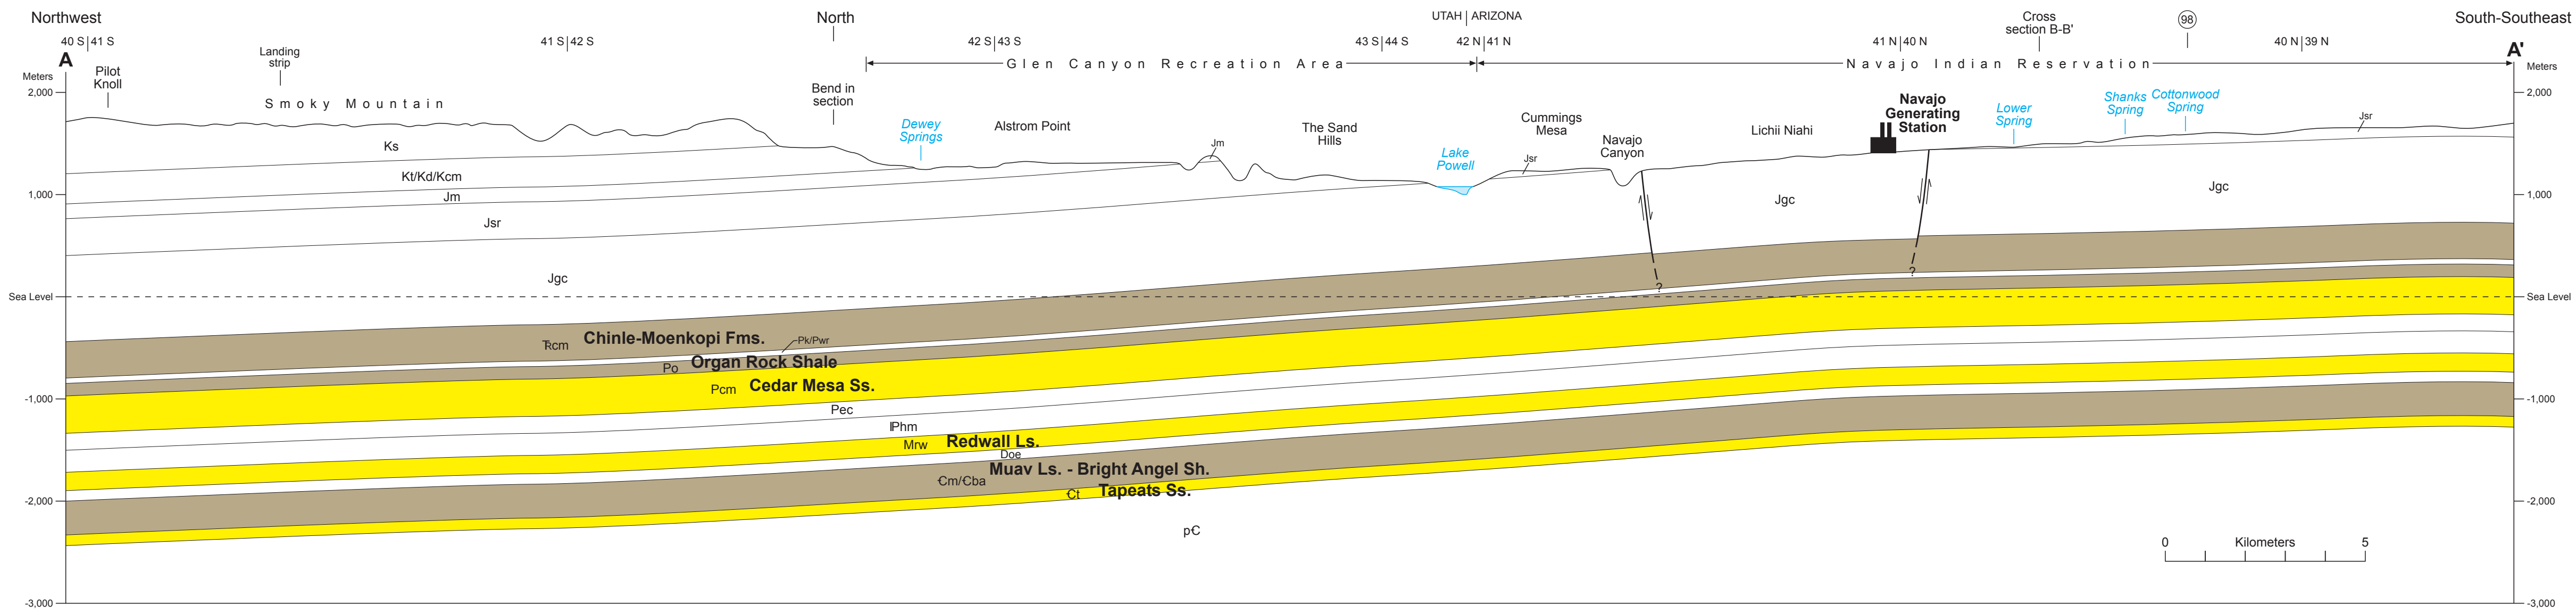 Northwest
North
UTAH | ARIZONA
Cross
section B-B'
98
South-Southeast
40 S | 41 S
41 S | 42 S
42 S | 43 S
43 S | 44 S
42 N | 41 N
41 N | 40 N
40 N | 39 N
A
A'
Meters
Meters
Glen Canyon Recreation Area
Navajo Indian Reservation
Pilot
Knoll
Landing
strip
Smoky Mountain
Bend in
section
Dewey
Springs
Alstrom Point
Jm
The Sand
Hills
Lake
Powell
Cummings
Mesa
Jsr
Navajo
Canyon
Lichii Niahi
Navajo
Generating
Station
Lower
Spring
Shanks
Spring
Cottonwood
Spring
Jsr
2,000
2,000
Ks
Kt/Kd/Kcm
1,000
1,000
Jm
Jsr
Jgc
Jgc
Jgc
?
?
Sea Level
Sea Level
Ꞧcm
Chinle-Moenkopi Fms.
Pk/Pwr
Po
Organ Rock Shale
Pcm
Cedar Mesa Ss.
-1,000
-1,000
Pec
IPhm
Mrw
Redwall Ls.
Doe
Muav Ls. - Bright Angel Sh.
Ꞓm/Ꞓba
Ꞓt
Tapeats Ss.
-2,000
-2,000
pꞒ
0 Kilometers 5
-3,000
-3,000